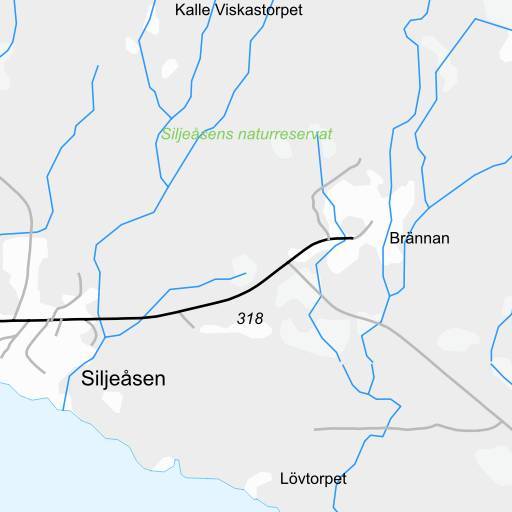 Kalle Viskastorpet
Siljeåsens naturreservat
Brännan
318
Siljeåsen
Lövtorpet